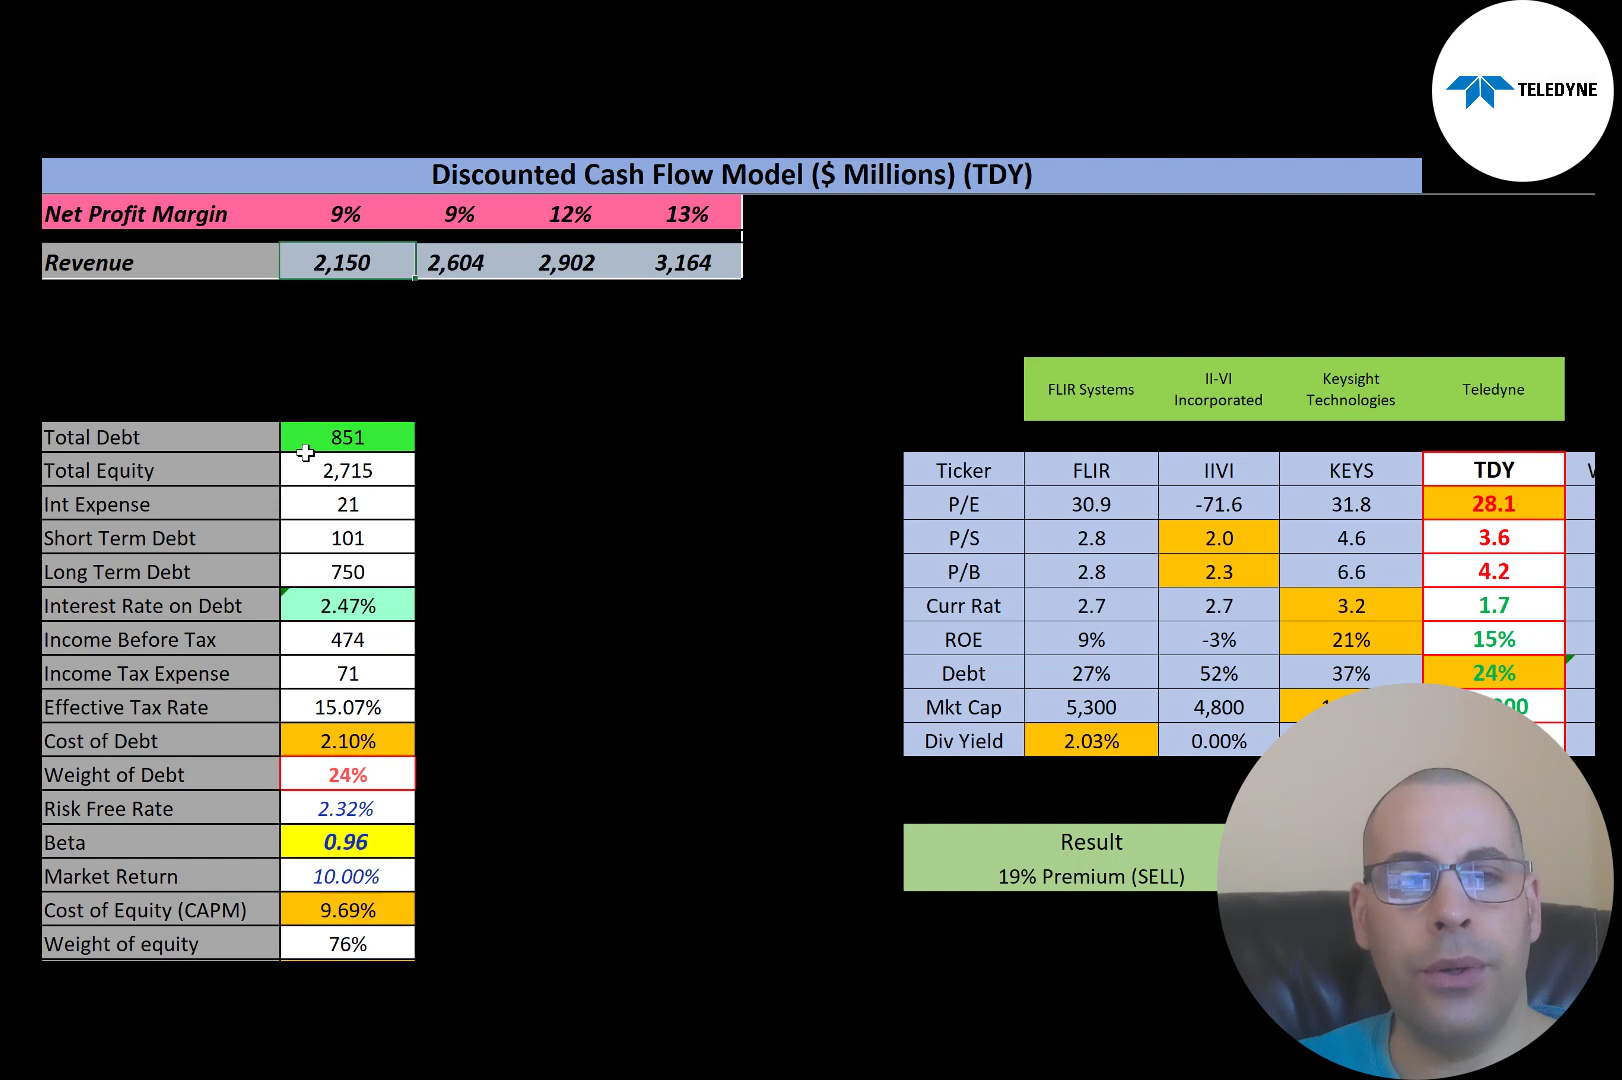 TELEDYNE
Discounted Cash Flow Model ($ Millions) (TDY)
Net Profit Margin 9% 9% 12% 13%
Revenue 2,150 2,604 2,902 3,164
Total Debt 851
Total Equity 2,715
Int Expense 21
Short Term Debt 101
Long Term Debt 750
Interest Rate on Debt 2.47%
Income Before Tax 474
Income Tax Expense 71
Effective Tax Rate 15.07%
Cost of Debt 2.10%
Weight of Debt 24%
Risk Free Rate 2.32%
Beta 0.96
Market Return 10.00%
Cost of Equity (CAPM) 9.69%
Weight of equity 76%
FLIR Systems II-VI Incorporated Keysight Technologies Teledyne
Ticker FLIR IIVI KEYS TDY
P/E 30.9 -71.6 31.8 28.1
P/S 2.8 2.0 4.6 3.6
P/B 2.8 2.3 6.6 4.2
Curr Rat 2.7 2.7 3.2 1.7
ROE 9% -3% 21% 15%
Debt 27% 52% 37% 24%
Mkt Cap 5,300 4,800
Div Yield 2.03% 0.00%
Result
19% Premium (SELL)